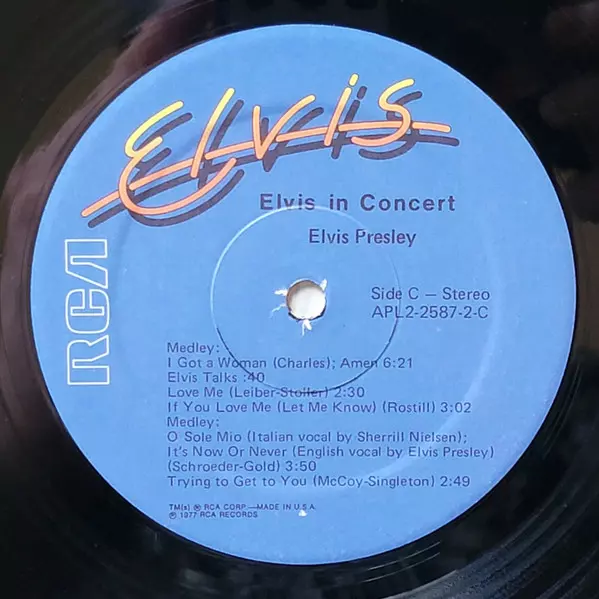 Elvis
Elvis in Concert
Elvis Presley
RCA
Side C — Stereo
APL2-2587-2-C
Medley:
I Got a Woman (Charles); Amen 6:21
Elvis Talks :40
Love Me (Leiber-Stoller) 2:30
If You Love Me (Let Me Know) (Rostill) 3:02
Medley:
O Sole Mio (Italian vocal by Sherrill Nielsen);
It's Now Or Never (English vocal by Elvis Presley)
(Schroeder-Gold) 3:50
Trying to Get to You (McCoy-Singleton) 2:49
TM(s) ® RCA CORP.—MADE IN U.S.A.
℗ 1977 RCA RECORDS